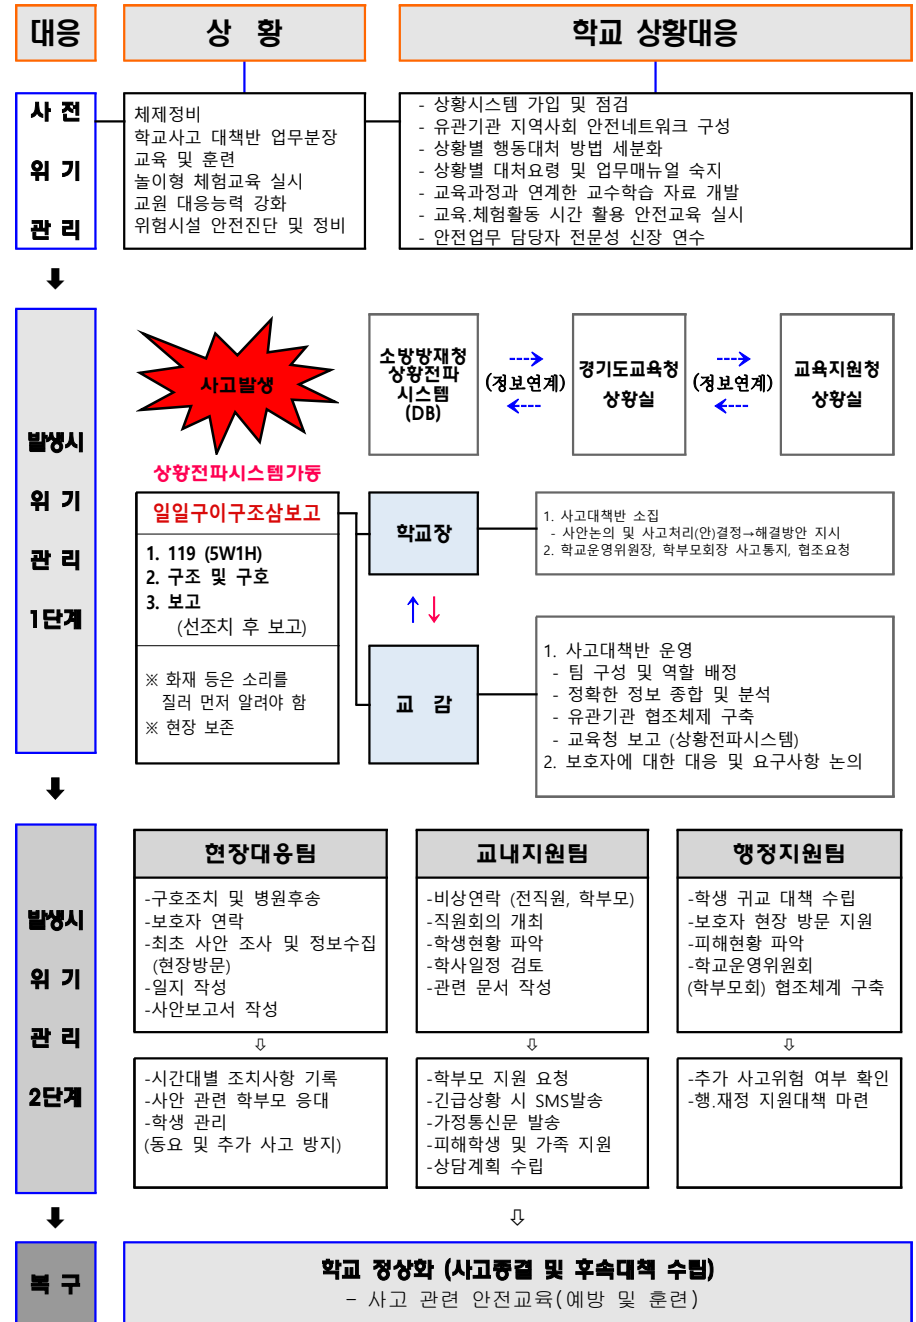 대응
상 황
학교 상황대응
사 전
위 기
관 리
체제정비
학교사고 대책반 업무분장
교육 및 훈련
놀이형 체험교육 실시
교원 대응능력 강화
위험시설 안전진단 및 정비
- 상황시스템 가입 및 점검
- 유관기관 지역사회 안전네트워크 구성
- 상황별 행동대처 방법 세분화
- 상황별 대처요령 및 업무매뉴얼 숙지
- 교육과정과 연계한 교수학습 자료 개발
- 교육.체험활동 시간 활용 안전교육 실시
- 안전업무 담당자 전문성 신장 연수
발생시
위 기
관 리
1단계
사고발생
소방방재청
상황전파
시스템
(DB)
(정보연계)
경기도교육청
상황실
(정보연계)
교육지원청
상황실
상황전파시스템가동
일일구이구조삼보고
1. 119 (5W1H)
2. 구조 및 구호
3. 보고
(선조치 후 보고)
※ 화재 등은 소리를
질러 먼저 알려야 함
※ 현장 보존
학교장
1. 사고대책반 소집
- 사안논의 및 사고처리(안)결정→해결방안 지시
2. 학교운영위원장, 학부모회장 사고통지, 협조요청
교 감
1. 사고대책반 운영
- 팀 구성 및 역할 배정
- 정확한 정보 종합 및 분석
- 유관기관 협조체제 구축
- 교육청 보고 (상황전파시스템)
2. 보호자에 대한 대응 및 요구사항 논의
발생시
위 기
관 리
2단계
현장대응팀
-구호조치 및 병원후송
-보호자 연락
-최초 사안 조사 및 정보수집
(현장방문)
-일지 작성
-사안보고서 작성
-시간대별 조치사항 기록
-사안 관련 학부모 응대
-학생 관리
(동요 및 추가 사고 방지)
교내지원팀
-비상연락 (전직원, 학부모)
-직원회의 개최
-학생현황 파악
-학사일정 검토
-관련 문서 작성
-학부모 지원 요청
-긴급상황 시 SMS발송
-가정통신문 발송
-피해학생 및 가족 지원
-상담계획 수립
행정지원팀
-학생 귀교 대책 수립
-보호자 현장 방문 지원
-피해현황 파악
-학교운영위원회
(학부모회) 협조체계 구축
-추가 사고위험 여부 확인
-행.재정 지원대책 마련
복 구
학교 정상화 (사고종결 및 후속대책 수립)
- 사고 관련 안전교육(예방 및 훈련)